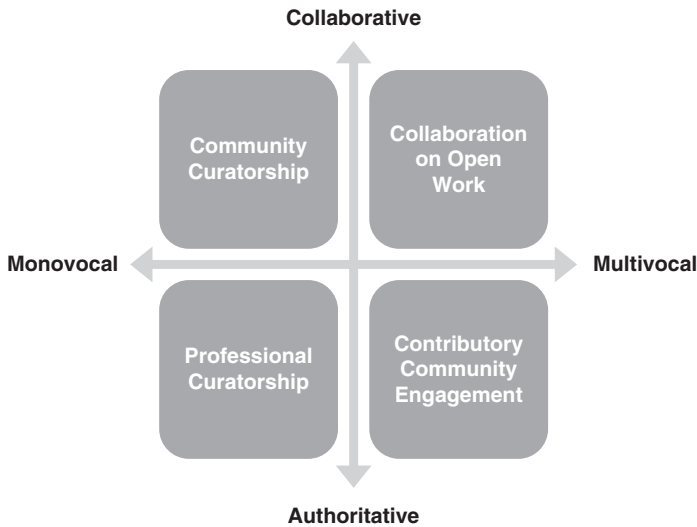 Collaborative
Community
Curatorship
Collaboration
on Open
Work
Monovocal
Multivocal
Professional
Curatorship
Contributory
Community
Engagement
Authoritative